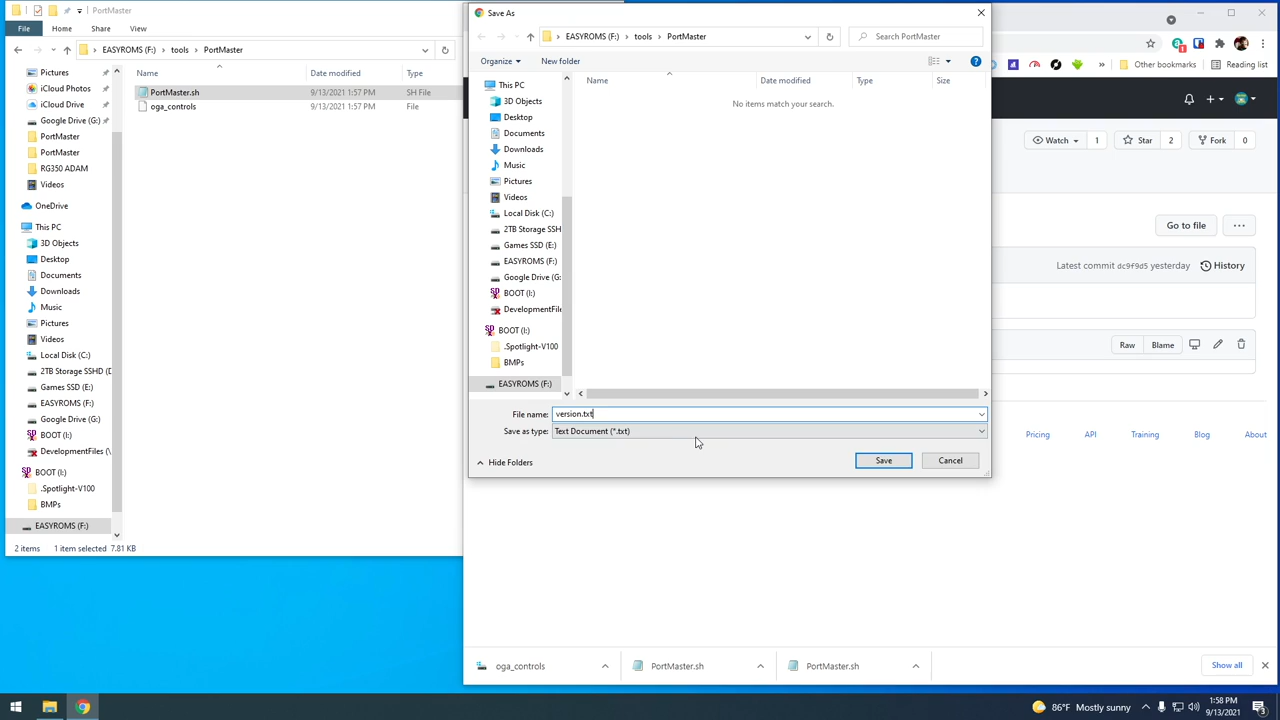 PortMaster
File
Home
Share
View
EASYROMS (F:) > tools > PortMaster
Name
Date modified
Type
PortMaster.sh
9/13/2021 1:57 PM
SH File
oga_controls
9/13/2021 1:57 PM
File
Pictures
iCloud Photos
iCloud Drive
Google Drive (G:)
PortMaster
PortMaster
RG350 ADAM
Videos
OneDrive
This PC
3D Objects
Desktop
Documents
Downloads
Music
Pictures
Videos
Local Disk (C:)
2TB Storage SSHD (D
Games SSD (E:)
EASYROMS (F:)
Google Drive (G:)
BOOT (I:)
DevelopmentFiles (\
BOOT (I:)
.Spotlight-V100
BMPs
EASYROMS (F:)
2 items
1 item selected 7.81 KB
Save As
EASYROMS (F:) > tools > PortMaster
Search PortMaster
Organize
New folder
This PC
3D Objects
Desktop
Documents
Downloads
Music
Pictures
Videos
Local Disk (C:)
2TB Storage SSH
Games SSD (E:)
EASYROMS (F:)
Google Drive (G:
BOOT (I:)
DevelopmentFile
BOOT (I:)
.Spotlight-V100
BMPs
EASYROMS (F:)
Name
Date modified
Type
Size
No items match your search.
File name:
version.txt
Save as type:
Text Document (*.txt)
Hide Folders
Save
Cancel
Other bookmarks
Reading list
Watch
1
Star
2
Fork
0
Go to file
Latest commit dc9f9d5 yesterday
History
Raw
Blame
Pricing
API
Training
Blog
About
oga_controls
PortMaster.sh
PortMaster.sh
Show all
86°F Mostly sunny
1:58 PM
9/13/2021
3